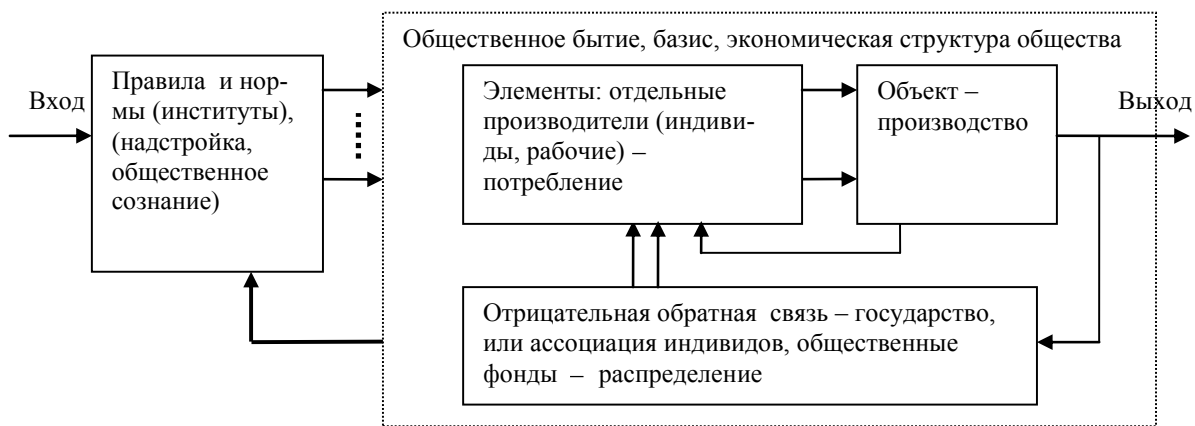 Общественное бытие, базис, экономическая структура общества
Вход
Правила и нор-
мы (институты),
(надстройка,
общественное
сознание)
Элементы: отдельные
производители (индиви-
ды, рабочие) –
потребление
Объект –
производство
Выход
Отрицательная обратная связь – государство,
или ассоциация индивидов, общественные
фонды – распределение